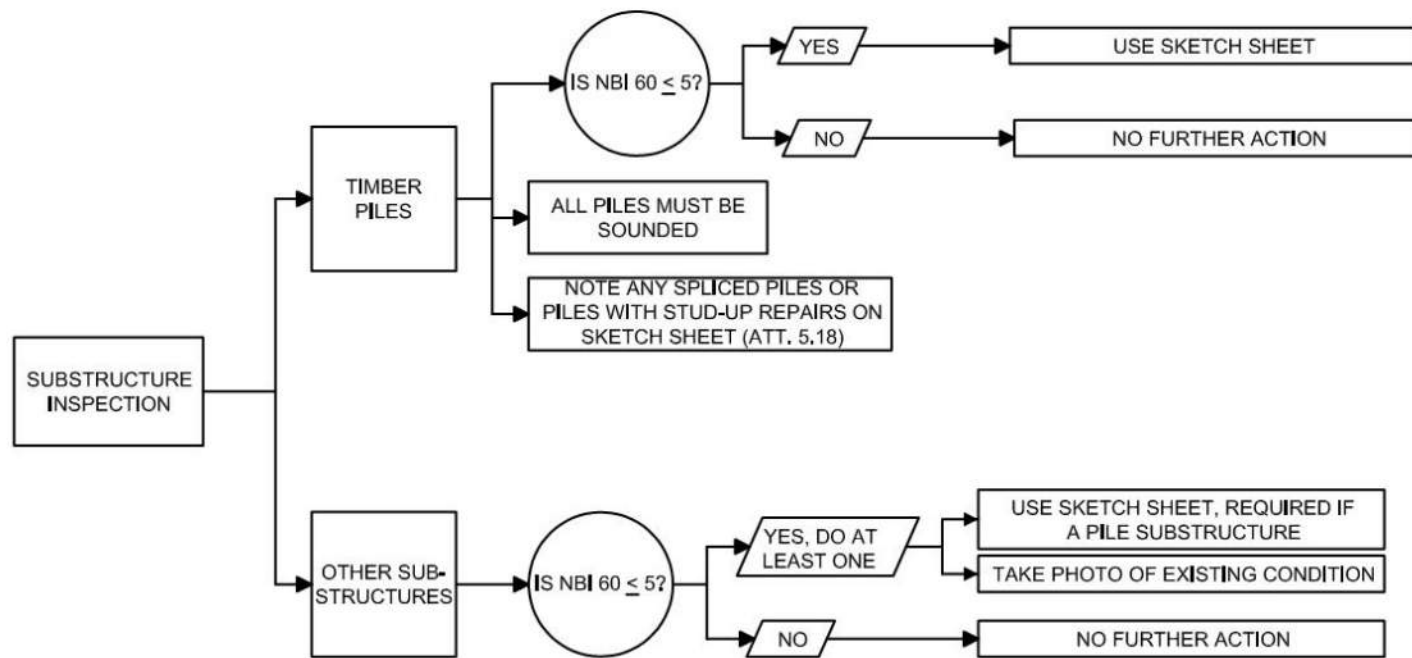 IS NBI 60 ≤ 5?
YES
USE SKETCH SHEET
NO
NO FURTHER ACTION
TIMBER
PILES
ALL PILES MUST BE
SOUNDED
NOTE ANY SPLICED PILES OR
PILES WITH STUD-UP REPAIRS ON
SKETCH SHEET (ATT. 5.18)
SUBSTRUCTURE
INSPECTION
OTHER SUB-
STRUCTURES
IS NBI 60 ≤ 5?
YES, DO AT
LEAST ONE
USE SKETCH SHEET, REQUIRED IF
A PILE SUBSTRUCTURE
TAKE PHOTO OF EXISTING CONDITION
NO
NO FURTHER ACTION